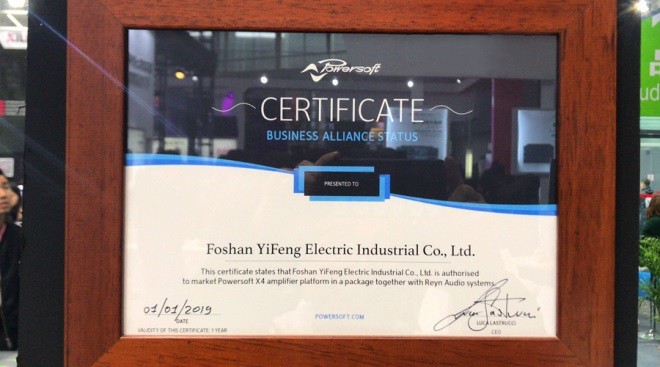 Powersoft
CERTIFICATE
BUSINESS ALLIANCE STATUS
PRESENTED TO
Foshan YiFeng Electric Industrial Co., Ltd.
This certificate states that Foshan YiFeng Electric Industrial Co., Ltd. is authorised
to market Powersoft X4 amplifier platform in a package together with Reyn Audio systems
01/01/2019
DATE
VALIDITY OF THIS CERTIFICATE: 1 YEAR
POWERSOFT.COM
LUCA LASTRUCCI
CEO